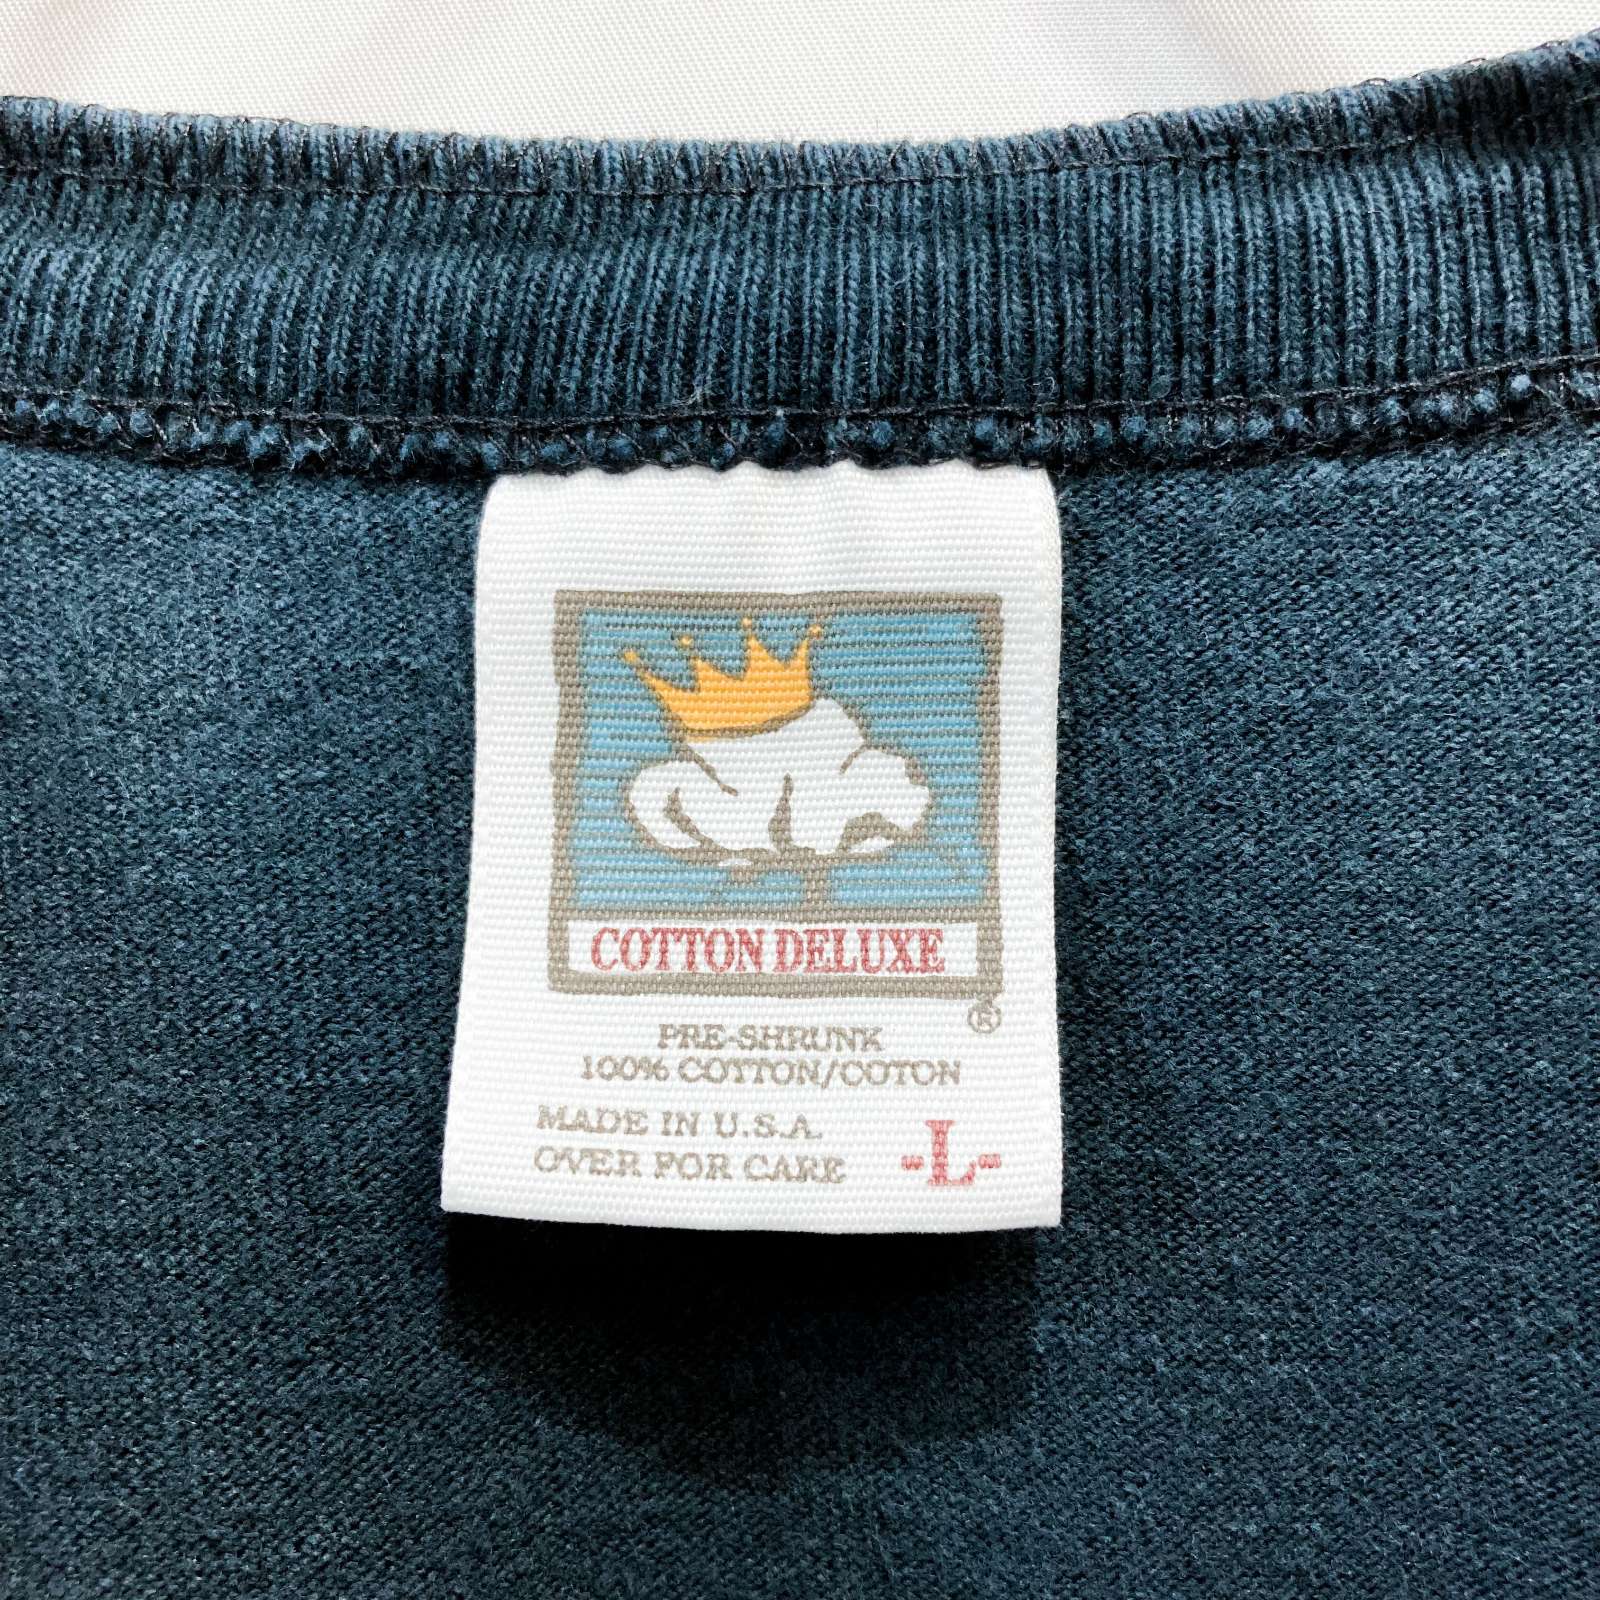 COTTON DELUXE
®
PRE-SHRUNK
100% COTTON/COTON
MADE IN U.S.A.
OVER FOR CARE -L-